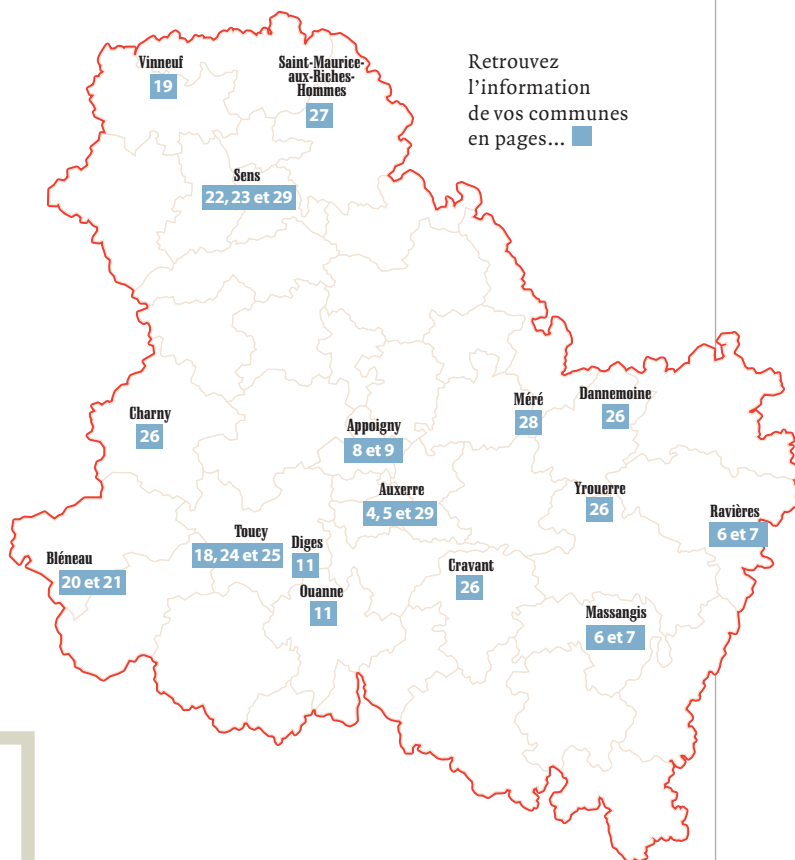 Vinneuf
19
Saint-Maurice-
aux-Riches-
Hommes
27
Retrouvez
l'information
de vos communes
en pages...
Sens
22, 23 et 29
Charny
26
Appoigny
8 et 9
Méré
28
Dannemoine
26
Auxerre
4, 5 et 29
Yrouerre
26
Ravières
6 et 7
Toucy
18, 24 et 25
Diges
11
Bléneau
20 et 21
Ouanne
11
Cravant
26
Massangis
6 et 7